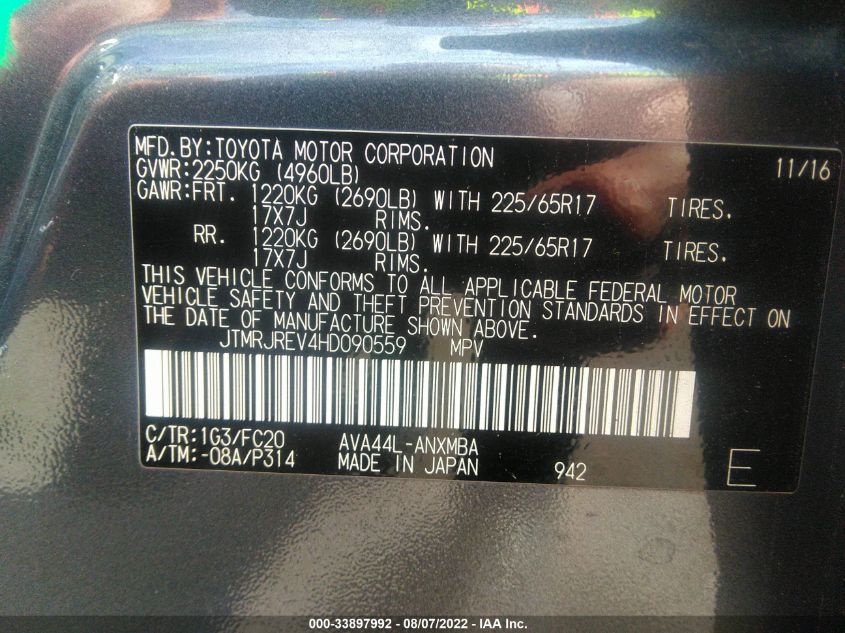 MFD.BY:TOYOTA MOTOR CORPORATION 11/16
GVWR:2250KG (4960LB)
GAWR:FRT. 1220KG (2690LB) WITH 225/65R17 TIRES.
17X7J RIMS.
RR. 1220KG (2690LB) WITH 225/65R17 TIRES.
17X7J RIMS.
THIS VEHICLE CONFORMS TO ALL APPLICABLE FEDERAL MOTOR
VEHICLE SAFETY AND THEFT PREVENTION STANDARDS IN EFFECT ON
THE DATE OF MANUFACTURE SHOWN ABOVE.
JTMRJREV4HD090559 MPV
C/TR:1G3/FC20 AVA44L-ANXMBA
A/TM:-08A/P314 MADE IN JAPAN 942 E
000-33897992 - 08/07/2022 - IAA Inc.